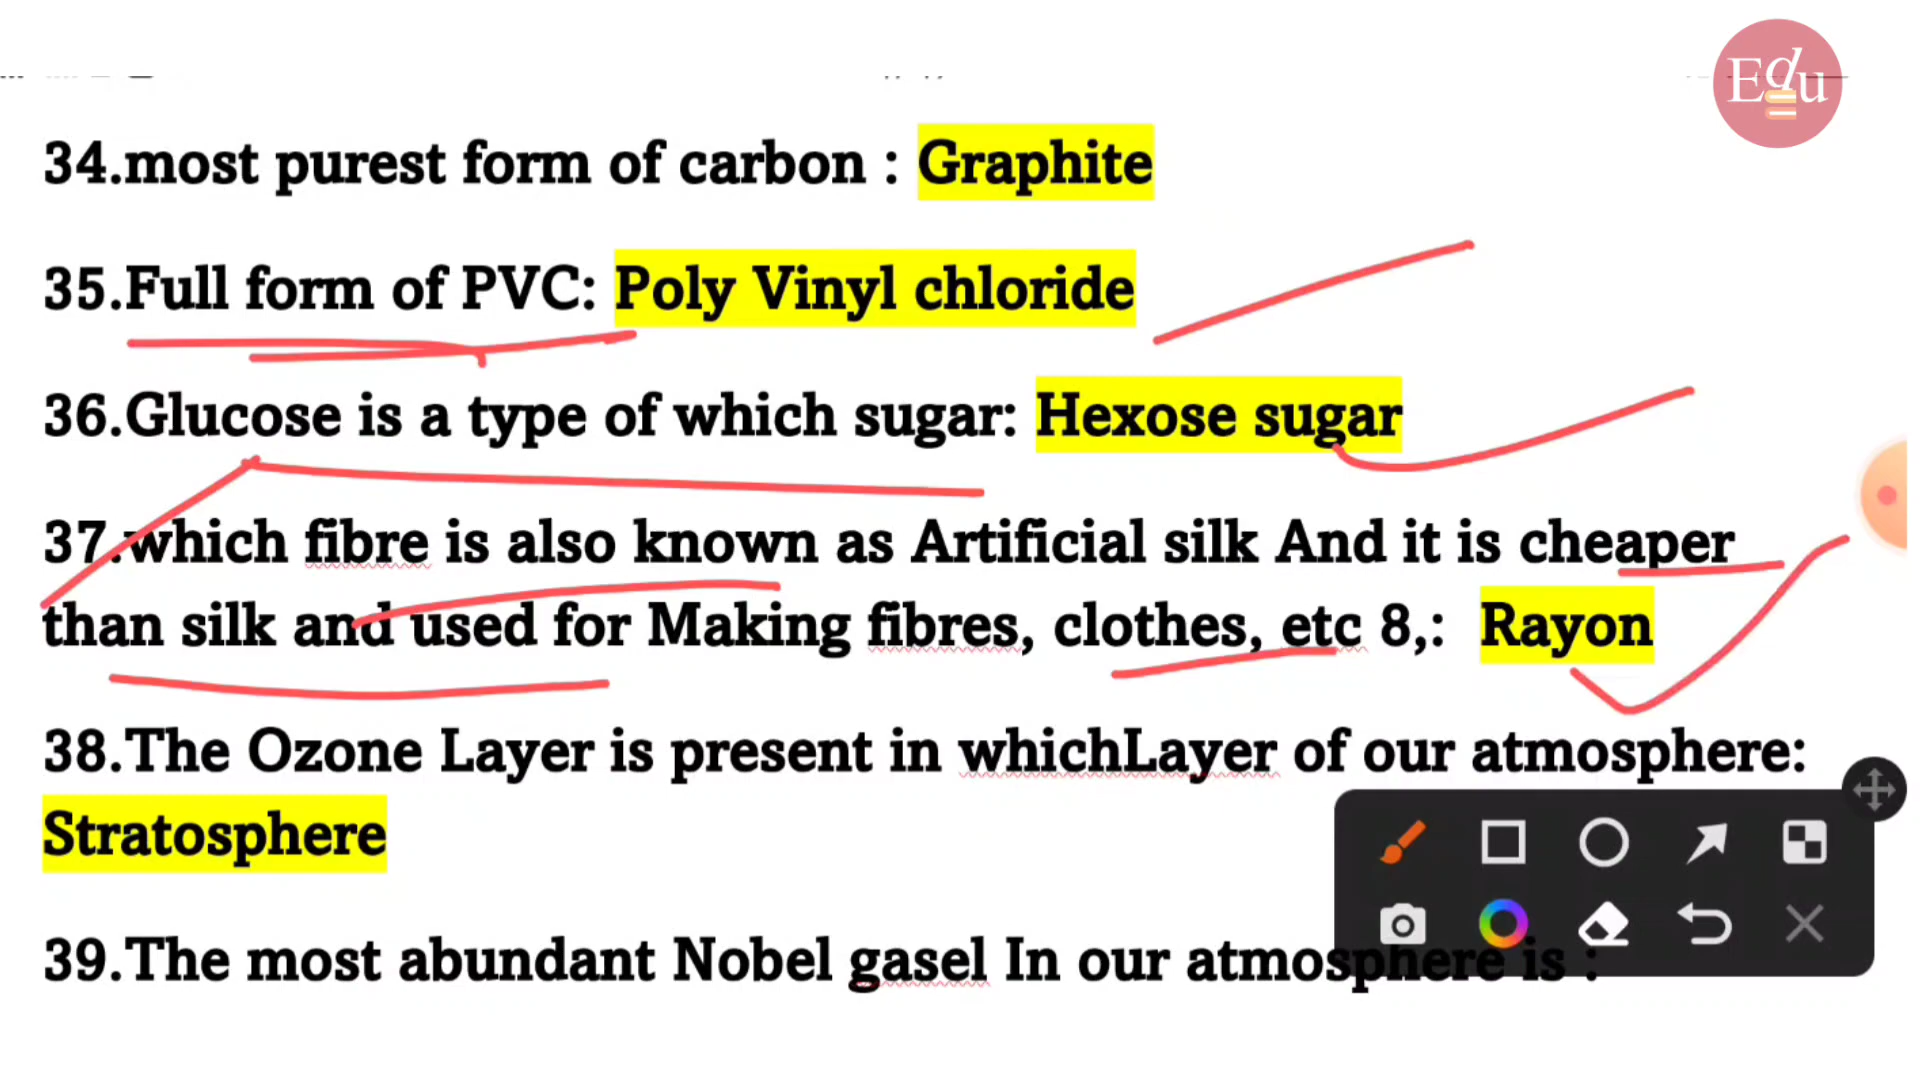 Edu
34.most purest form of carbon : Graphite
35.Full form of PVC: Poly Vinyl chloride
36.Glucose is a type of which sugar: Hexose sugar
37.which fibre is also known as Artificial silk And it is cheaper
than silk and used for Making fibres, clothes, etc 8,: Rayon
38.The Ozone Layer is present in whichLayer of our atmosphere:
Stratosphere
39.The most abundant Nobel gasel In our atmosphere is :